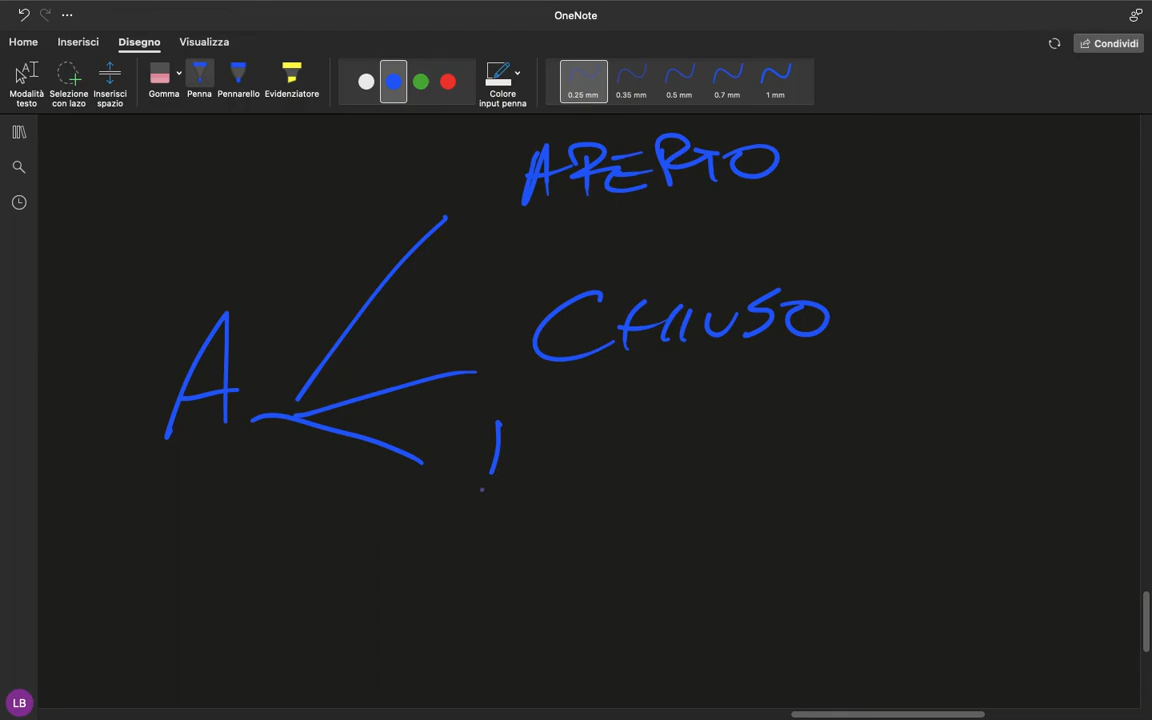 OneNote
Home Inserisci Disegno Visualizza
Condividi
Modalità testo
Selezione con lazo
Inserisci spazio
Gomma
Penna
Pennarello
Evidenziatore
Colore input penna
0.25 mm
0.35 mm
0.5 mm
0.7 mm
1 mm
APERTO
CHIUSO
A
LB